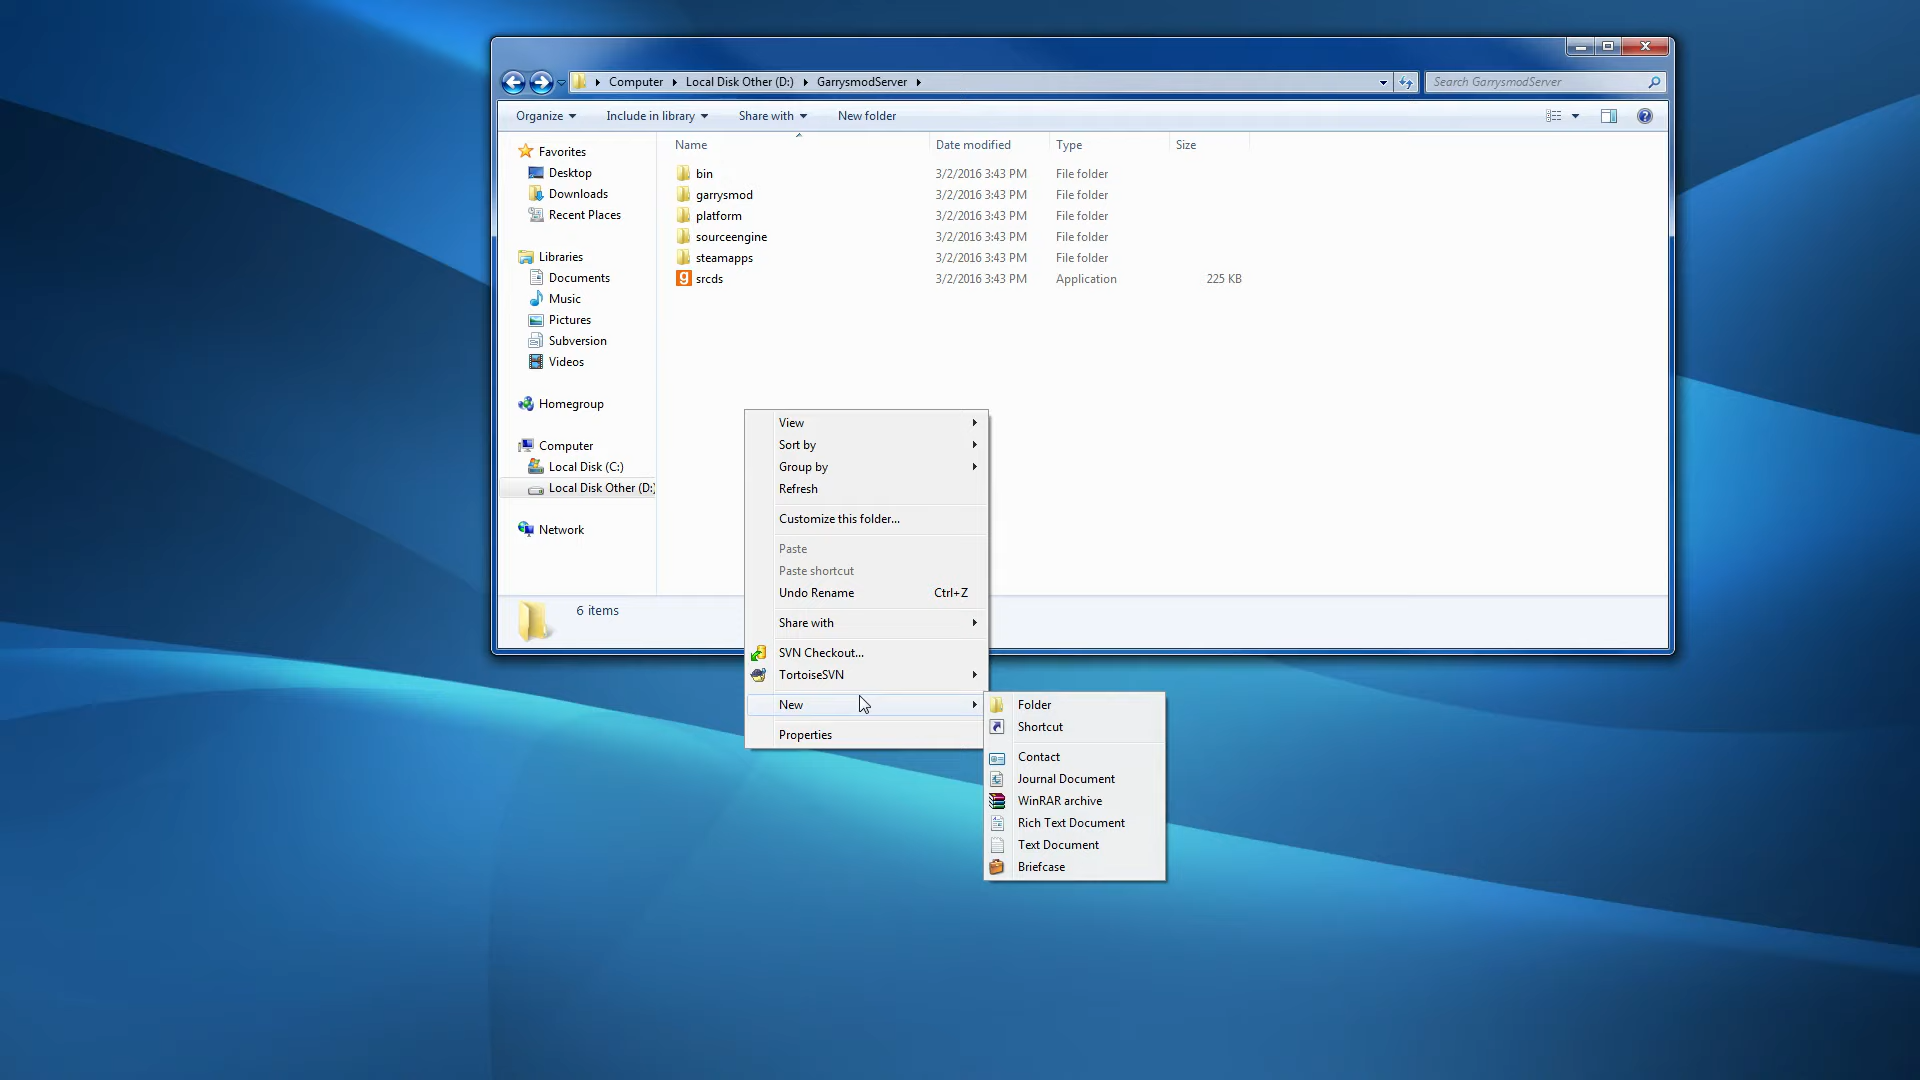 Computer Local Disk Other (D:) GarrysmodServer
Search GarrysmodServer
Organize Include in library Share with New folder
Favorites
Desktop
Downloads
Recent Places
Libraries
Documents
Music
Pictures
Subversion
Videos
Homegroup
Computer
Local Disk (C:)
Local Disk Other (D:)
Network
Name Date modified Type Size
bin 3/2/2016 3:43 PM File folder
garrysmod 3/2/2016 3:43 PM File folder
platform 3/2/2016 3:43 PM File folder
sourceengine 3/2/2016 3:43 PM File folder
steamapps 3/2/2016 3:43 PM File folder
g srcds 3/2/2016 3:43 PM Application 225 KB
View
Sort by
Group by
Refresh
Customize this folder...
Paste
Paste shortcut
Undo Rename Ctrl+Z
Share with
SVN Checkout...
TortoiseSVN
New
Properties
Folder
Shortcut
Contact
Journal Document
WinRAR archive
Rich Text Document
Text Document
Briefcase
6 items